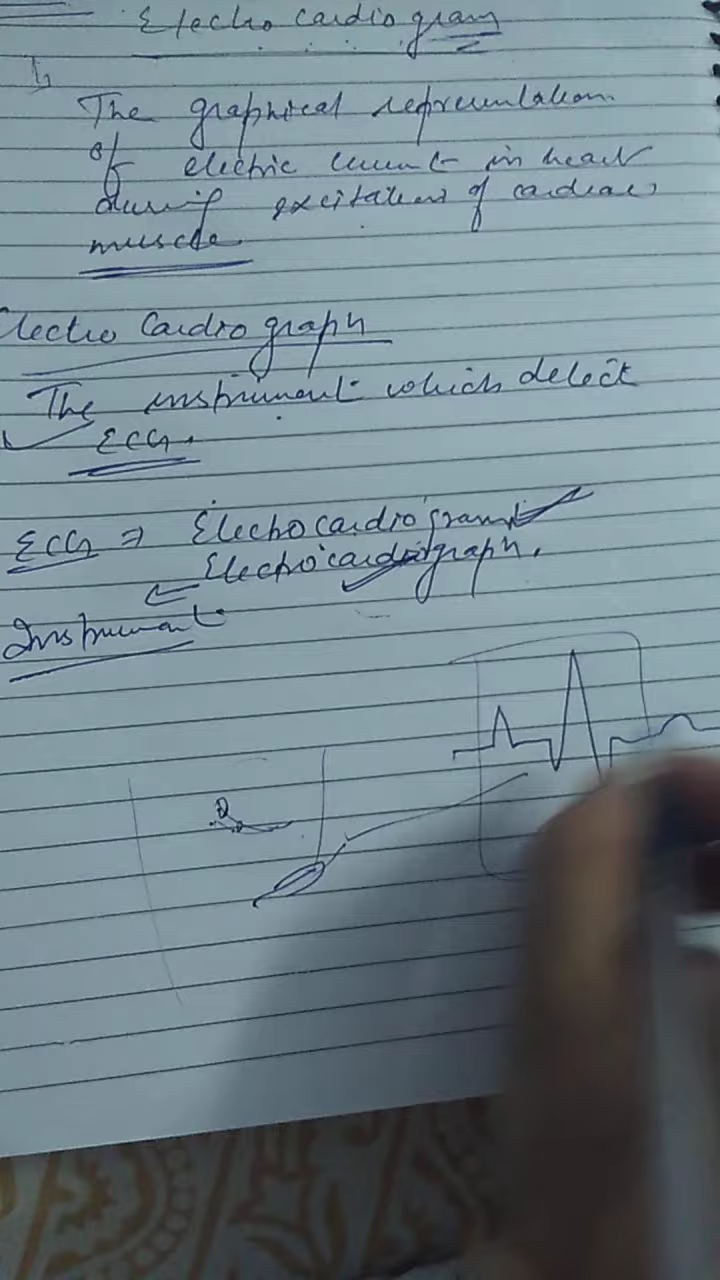 Electro cardiogram
The graphical representation
of electric current in heart
during excitation of cardiac
muscle.
Electro Cardiograph
The instrument which detect
ECG.
ECG ⇒ Electrocardiogram
Electrocardiograph.
Instrument